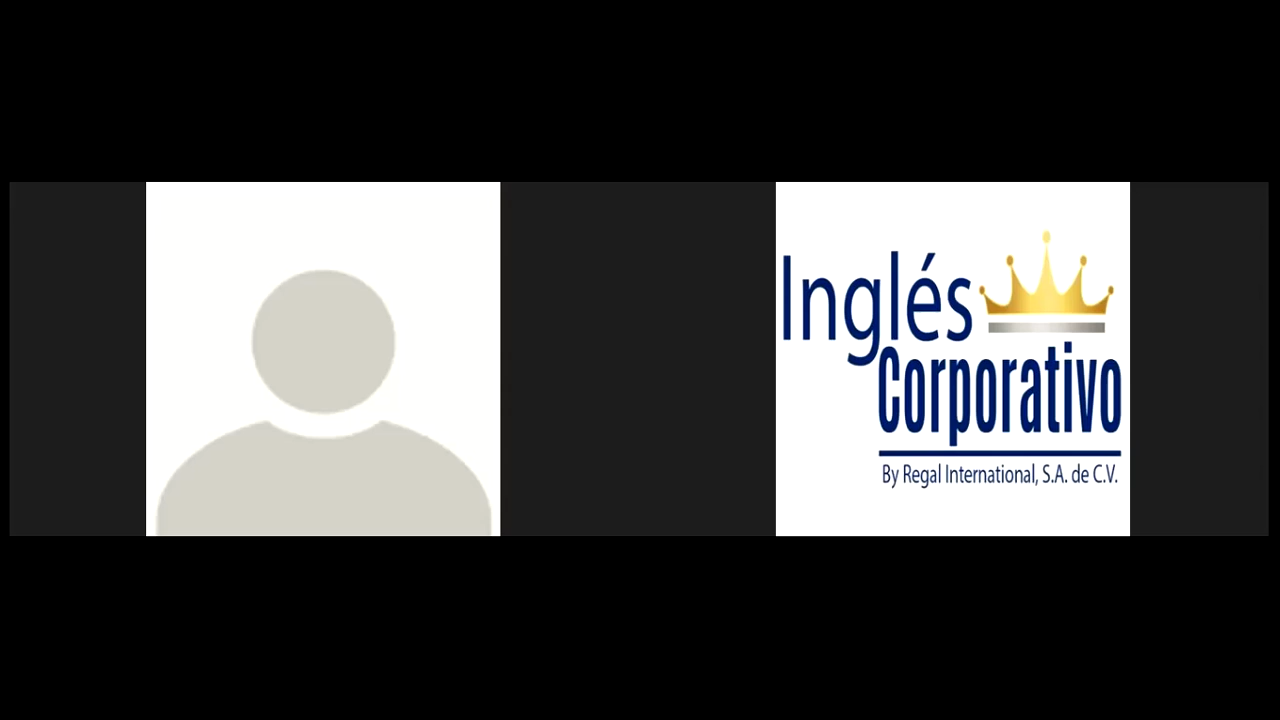 Inglés
Corporativo
By Regal International, S.A. de C.V.